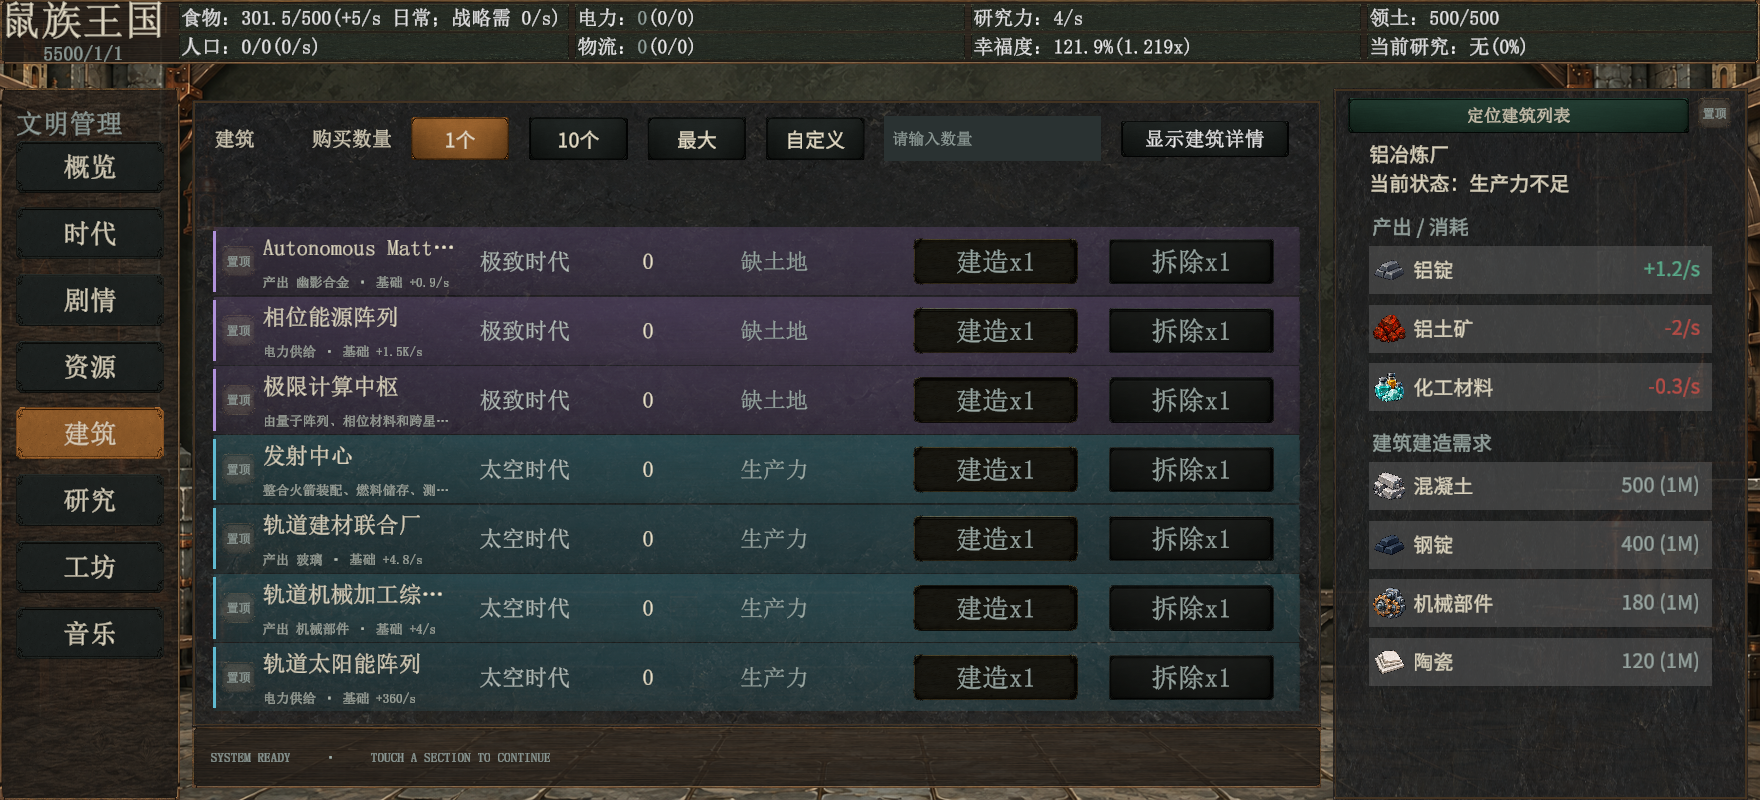 鼠族王国
5500/1/1
食物: 301.5/500(+5/s 日常; 战略需 0/s)
电力: 0(0/0)
研究力: 4/s
领土: 500/500
人口: 0/0(0/s)
物流: 0(0/0)
幸福度: 121.9%(1.219x)
当前研究: 无(0%)
文明管理
概览
时代
剧情
资源
建筑
研究
工坊
音乐
建筑
购买数量
1个
10个
最大
自定义
请输入数量
显示建筑详情
置顶
Autonomous Matt···
产出 幽影合金 · 基础 +0.9/s
极致时代
0
缺土地
建造x1
拆除x1
置顶
相位能源阵列
电力供给 · 基础 +1.5K/s
极致时代
0
缺土地
建造x1
拆除x1
置顶
极限计算中枢
由量子阵列、相位材料和跨星···
极致时代
0
缺土地
建造x1
拆除x1
置顶
发射中心
整合火箭装配、燃料储存、测···
太空时代
0
生产力
建造x1
拆除x1
置顶
轨道建材联合厂
产出 玻璃 · 基础 +4.8/s
太空时代
0
生产力
建造x1
拆除x1
置顶
轨道机械加工综···
产出 机械部件 · 基础 +4/s
太空时代
0
生产力
建造x1
拆除x1
置顶
轨道太阳能阵列
电力供给 · 基础 +360/s
太空时代
0
生产力
建造x1
拆除x1
SYSTEM READY · TOUCH A SECTION TO CONTINUE
定位建筑列表
置顶
铝冶炼厂
当前状态: 生产力不足
产出 / 消耗
铝锭 +1.2/s
铝土矿 -2/s
化工材料 -0.3/s
建筑建造需求
混凝土 500 (1M)
钢锭 400 (1M)
机械部件 180 (1M)
陶瓷 120 (1M)